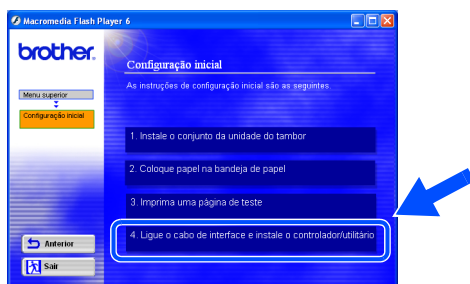 Macromedia Flash Player 6
brother.
Menu superior
Configuração inicial
Configuração inicial
As instruções de configuração inicial são as seguintes.
1. Instale o conjunto da unidade do tambor
2. Coloque papel na bandeja de papel
3. Imprima uma página de teste
4. Ligue o cabo de interface e instale o controlador/utilitário
Anterior
Sair